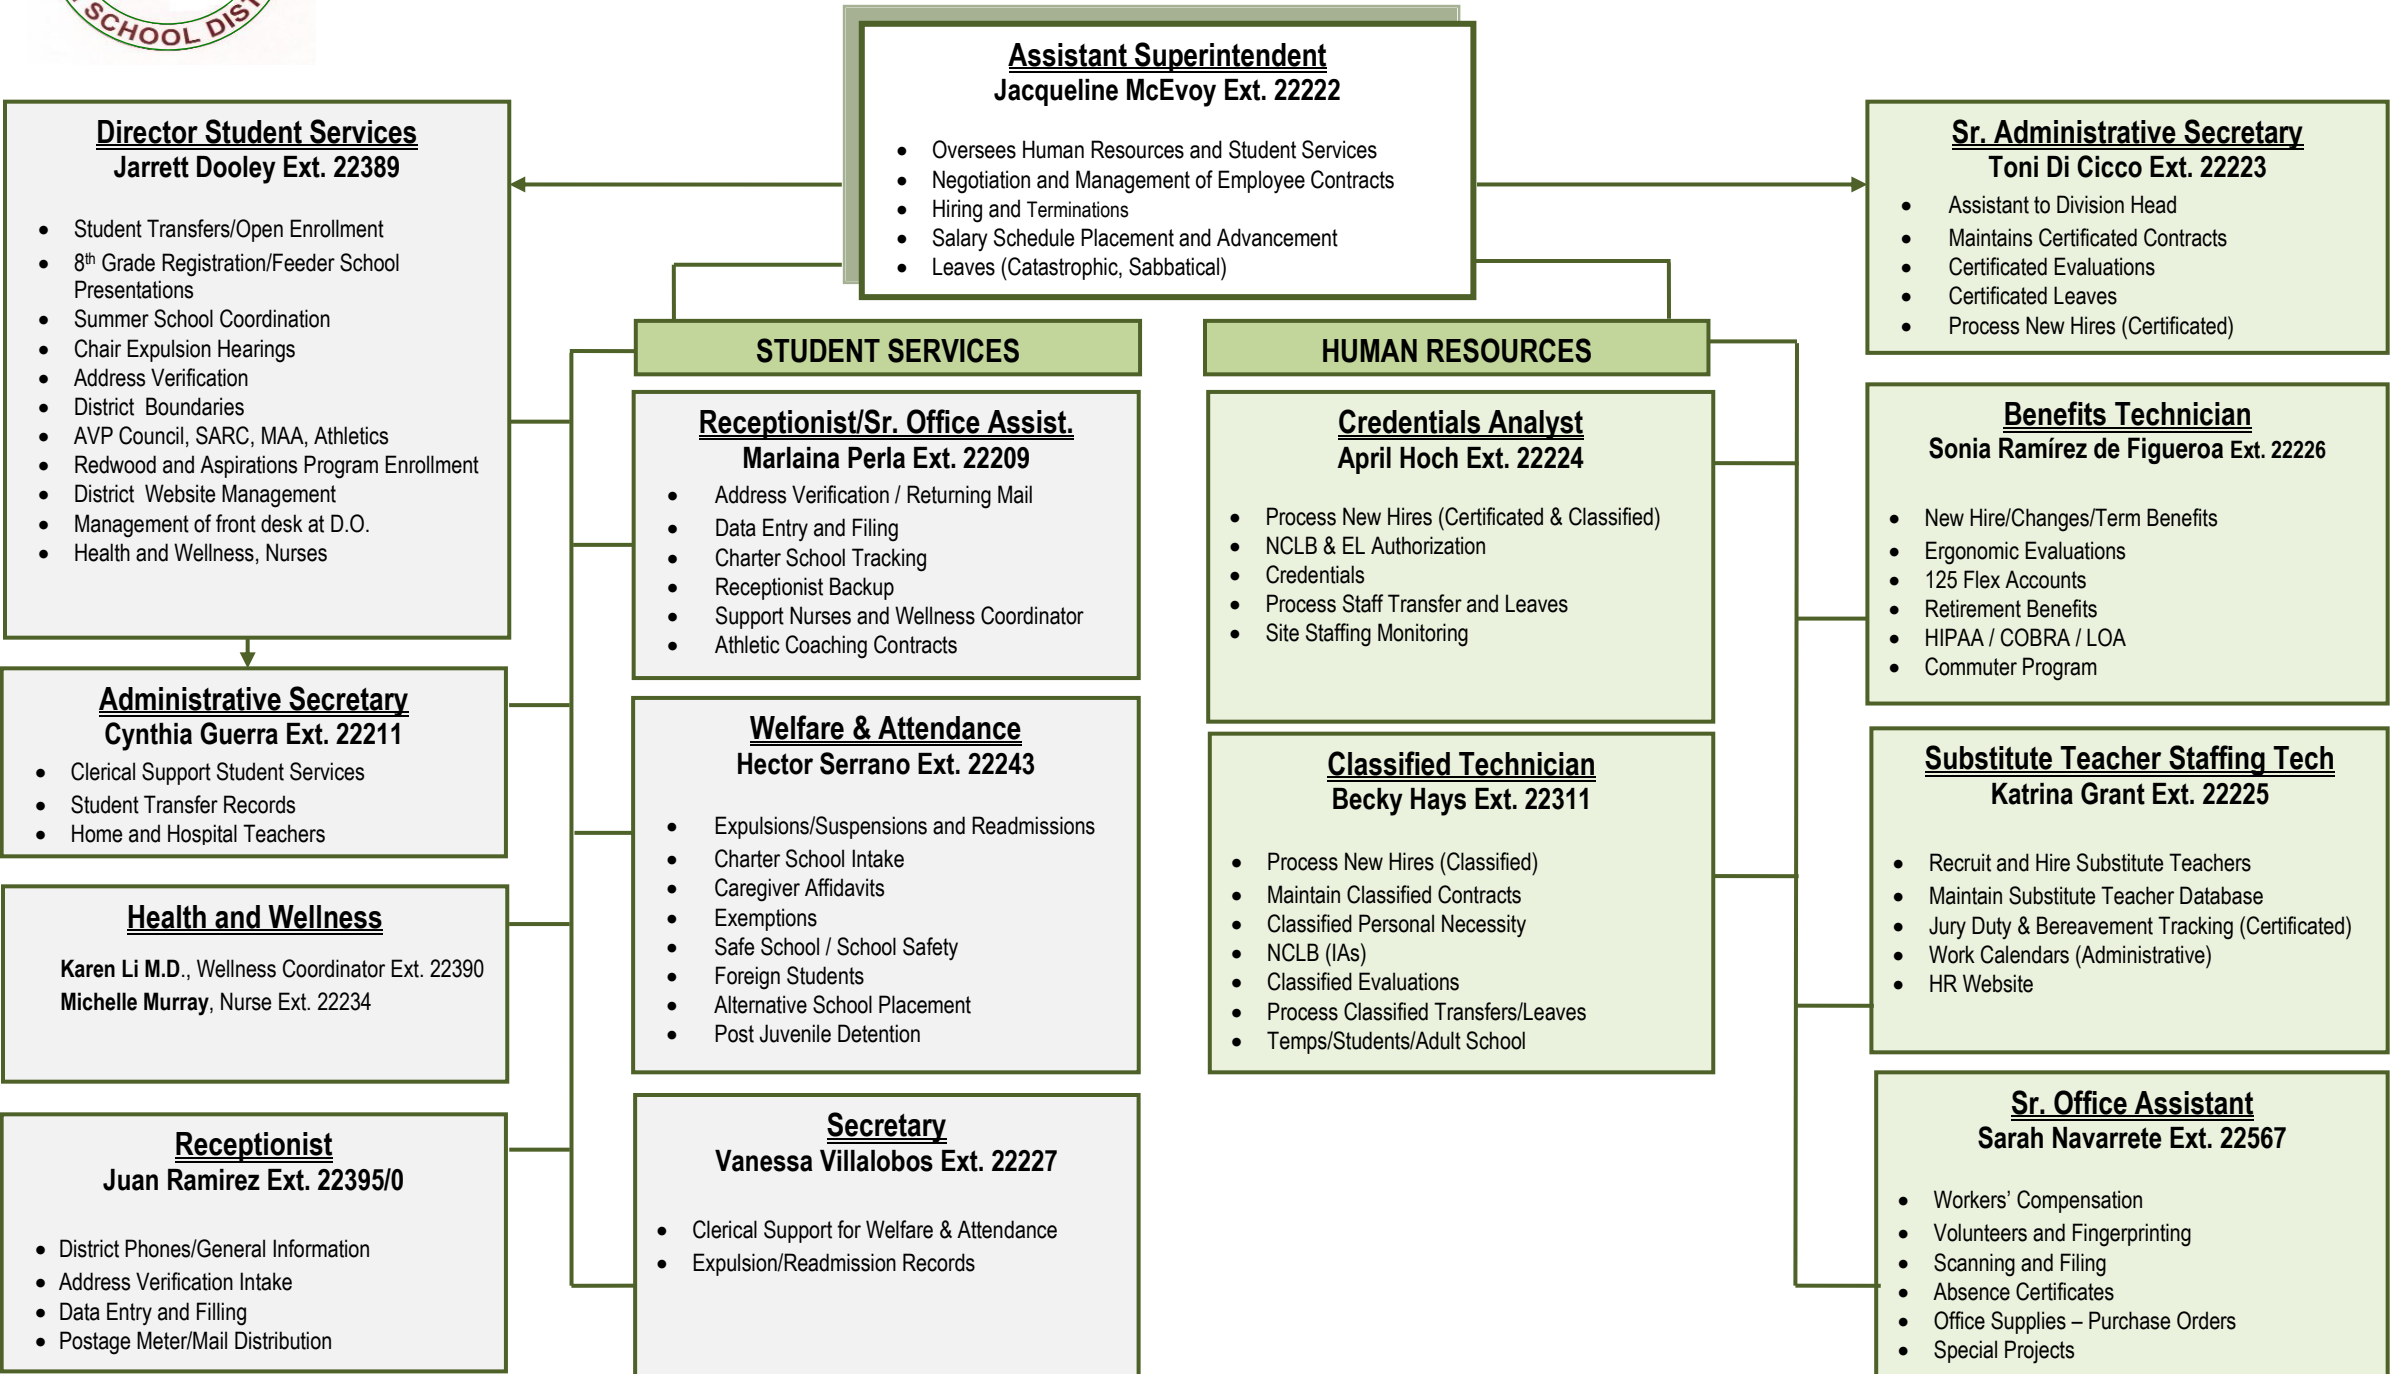 SCHOOL DIST
Assistant Superintendent
Jacqueline McEvoy Ext. 22222
• Oversees Human Resources and Student Services
• Negotiation and Management of Employee Contracts
• Hiring and Terminations
• Salary Schedule Placement and Advancement
• Leaves (Catastrophic, Sabbatical)
Director Student Services
Jarrett Dooley Ext. 22389
• Student Transfers/Open Enrollment
• 8th Grade Registration/Feeder School
Presentations
• Summer School Coordination
• Chair Expulsion Hearings
• Address Verification
• District Boundaries
• AVP Council, SARC, MAA, Athletics
• Redwood and Aspirations Program Enrollment
• District Website Management
• Management of front desk at D.O.
• Health and Wellness, Nurses
Administrative Secretary
Cynthia Guerra Ext. 22211
• Clerical Support Student Services
• Student Transfer Records
• Home and Hospital Teachers
Health and Wellness
Karen Li M.D., Wellness Coordinator Ext. 22390
Michelle Murray, Nurse Ext. 22234
Receptionist
Juan Ramirez Ext. 22395/0
• District Phones/General Information
• Address Verification Intake
• Data Entry and Filling
• Postage Meter/Mail Distribution
STUDENT SERVICES
Receptionist/Sr. Office Assist.
Marlaina Perla Ext. 22209
• Address Verification / Returning Mail
• Data Entry and Filing
• Charter School Tracking
• Receptionist Backup
• Support Nurses and Wellness Coordinator
• Athletic Coaching Contracts
Welfare & Attendance
Hector Serrano Ext. 22243
• Expulsions/Suspensions and Readmissions
• Charter School Intake
• Caregiver Affidavits
• Exemptions
• Safe School / School Safety
• Foreign Students
• Alternative School Placement
• Post Juvenile Detention
Secretary
Vanessa Villalobos Ext. 22227
• Clerical Support for Welfare & Attendance
• Expulsion/Readmission Records
HUMAN RESOURCES
Credentials Analyst
April Hoch Ext. 22224
• Process New Hires (Certificated & Classified)
• NCLB & EL Authorization
• Credentials
• Process Staff Transfer and Leaves
• Site Staffing Monitoring
Classified Technician
Becky Hays Ext. 22311
• Process New Hires (Classified)
• Maintain Classified Contracts
• Classified Personal Necessity
• NCLB (IAs)
• Classified Evaluations
• Process Classified Transfers/Leaves
• Temps/Students/Adult School
Sr. Administrative Secretary
Toni Di Cicco Ext. 22223
• Assistant to Division Head
• Maintains Certificated Contracts
• Certificated Evaluations
• Certificated Leaves
• Process New Hires (Certificated)
Benefits Technician
Sonia Ramírez de Figueroa Ext. 22226
• New Hire/Changes/Term Benefits
• Ergonomic Evaluations
• 125 Flex Accounts
• Retirement Benefits
• HIPAA / COBRA / LOA
• Commuter Program
Substitute Teacher Staffing Tech
Katrina Grant Ext. 22225
• Recruit and Hire Substitute Teachers
• Maintain Substitute Teacher Database
• Jury Duty & Bereavement Tracking (Certificated)
• Work Calendars (Administrative)
• HR Website
Sr. Office Assistant
Sarah Navarrete Ext. 22567
• Workers’ Compensation
• Volunteers and Fingerprinting
• Scanning and Filing
• Absence Certificates
• Office Supplies – Purchase Orders
• Special Projects